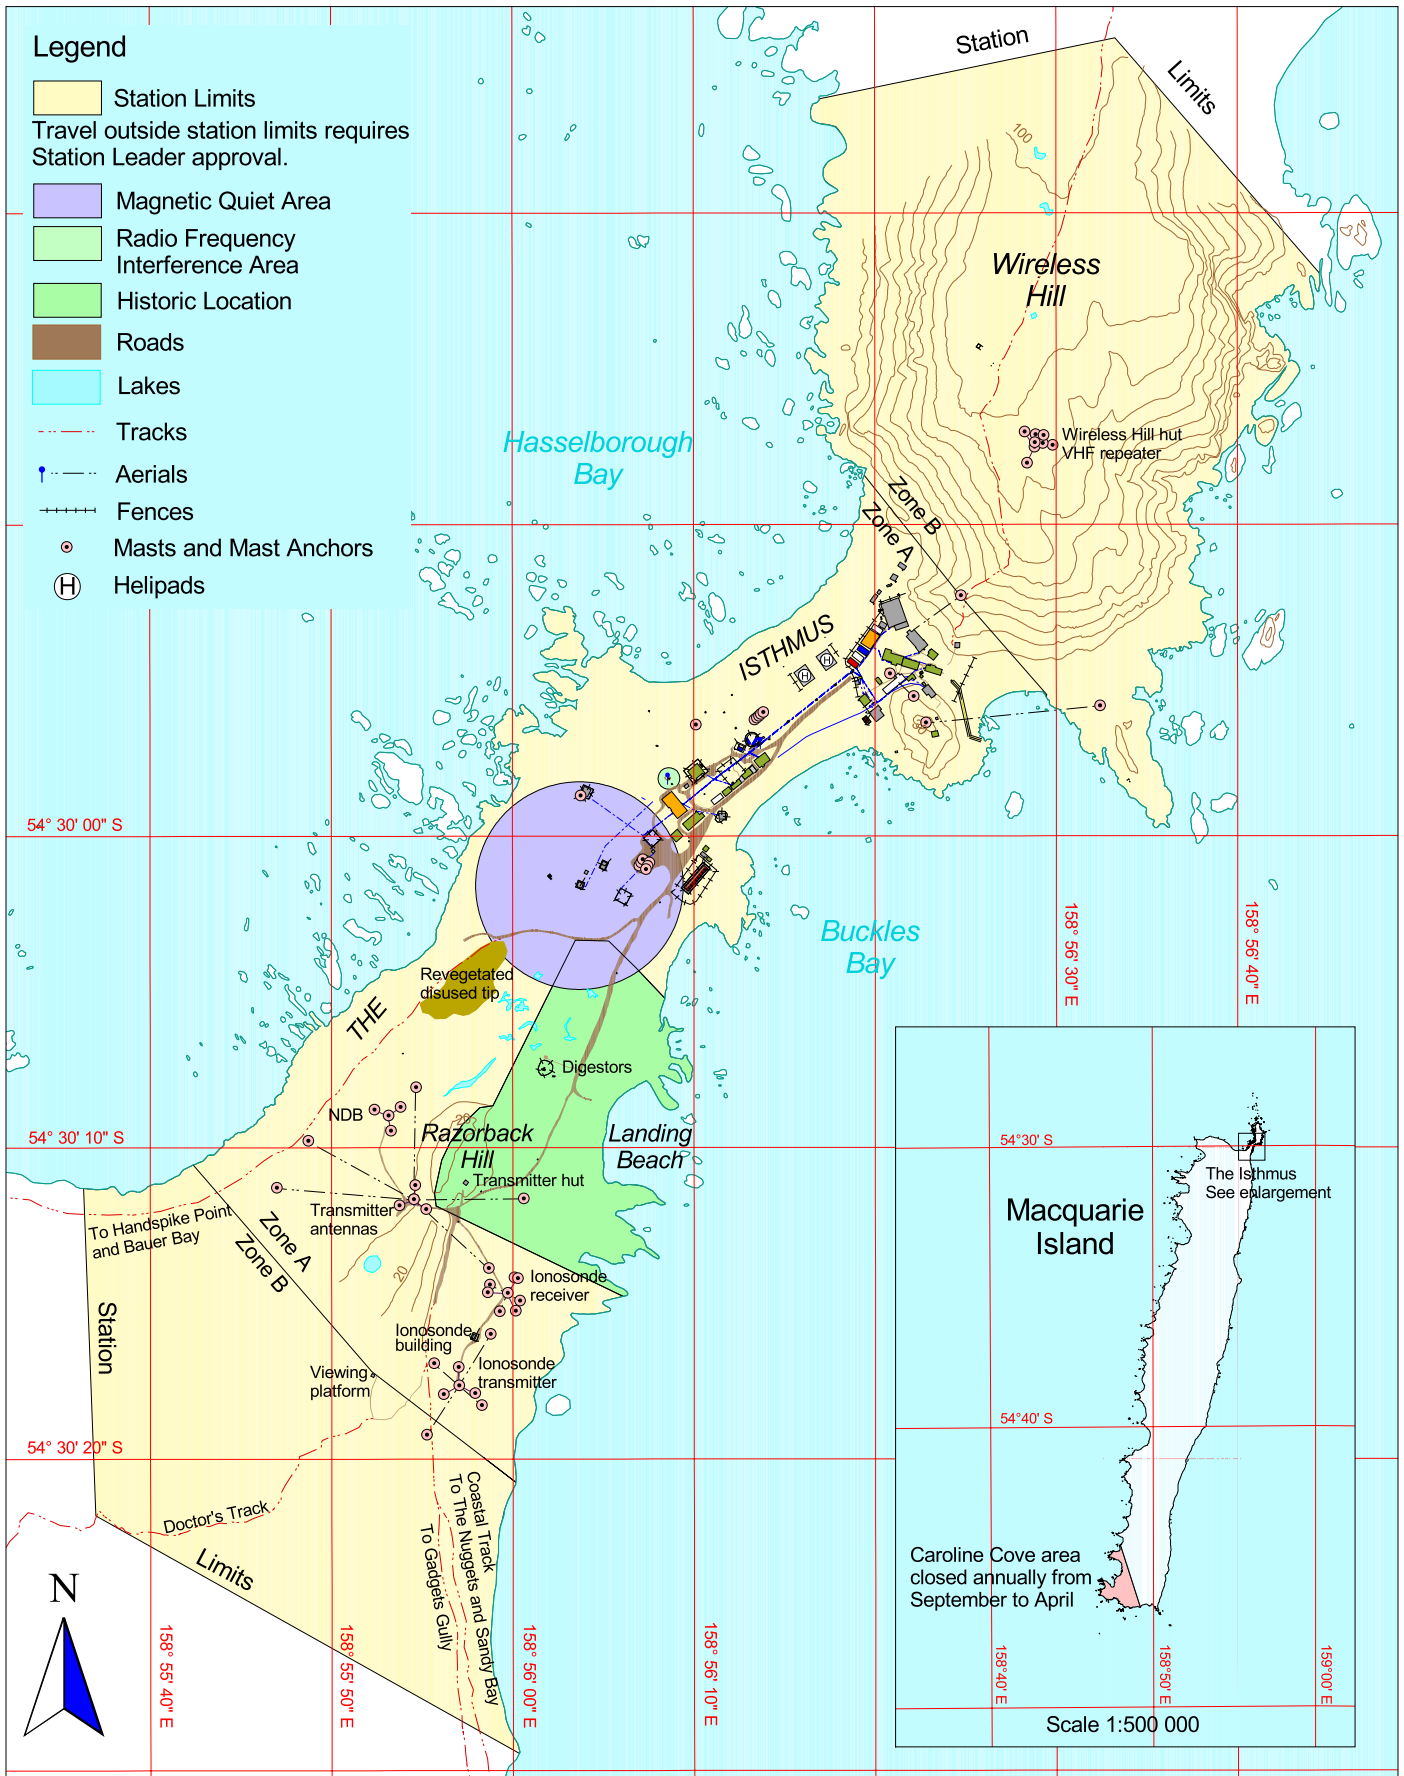 Legend
Station Limits
Travel outside station limits requires
Station Leader approval.
Magnetic Quiet Area
Radio Frequency
Interference Area
Historic Location
Roads
Lakes
Tracks
Aerials
Fences
Masts and Mast Anchors
H Helipads
Station
Limits
100
Wireless
Hill
Wireless Hill hut
VHF repeater
Hasselborough
Bay
Zone B
Zone A
ISTHMUS
H
H
54° 30' 00" S
Buckles
Bay
158° 56' 30" E
158° 56' 40" E
Revegetated
disused tip
THE
Digestors
NDB
25
54° 30' 10" S
Razorback
Hill
Landing
Beach
Transmitter hut
Transmitter
antennas
To Handspike Point
and Bauer Bay
Zone A
Zone B
20
Ionosonde
receiver
Station
Ionosonde
building
Ionosonde
transmitter
Viewing
platform
54° 30' 20" S
Doctor's Track
Limits
Coastal Track
To The Nuggets and Sandy Bay
To Gadgets Gully
N
158° 55' 40" E
158° 55' 50" E
158° 56' 00" E
158° 56' 10" E
54°30' S
The Isthmus
See enlargement
Macquarie
Island
54°40' S
Caroline Cove area
closed annually from
September to April
158°40' E
158°50' E
159°00' E
Scale 1:500 000